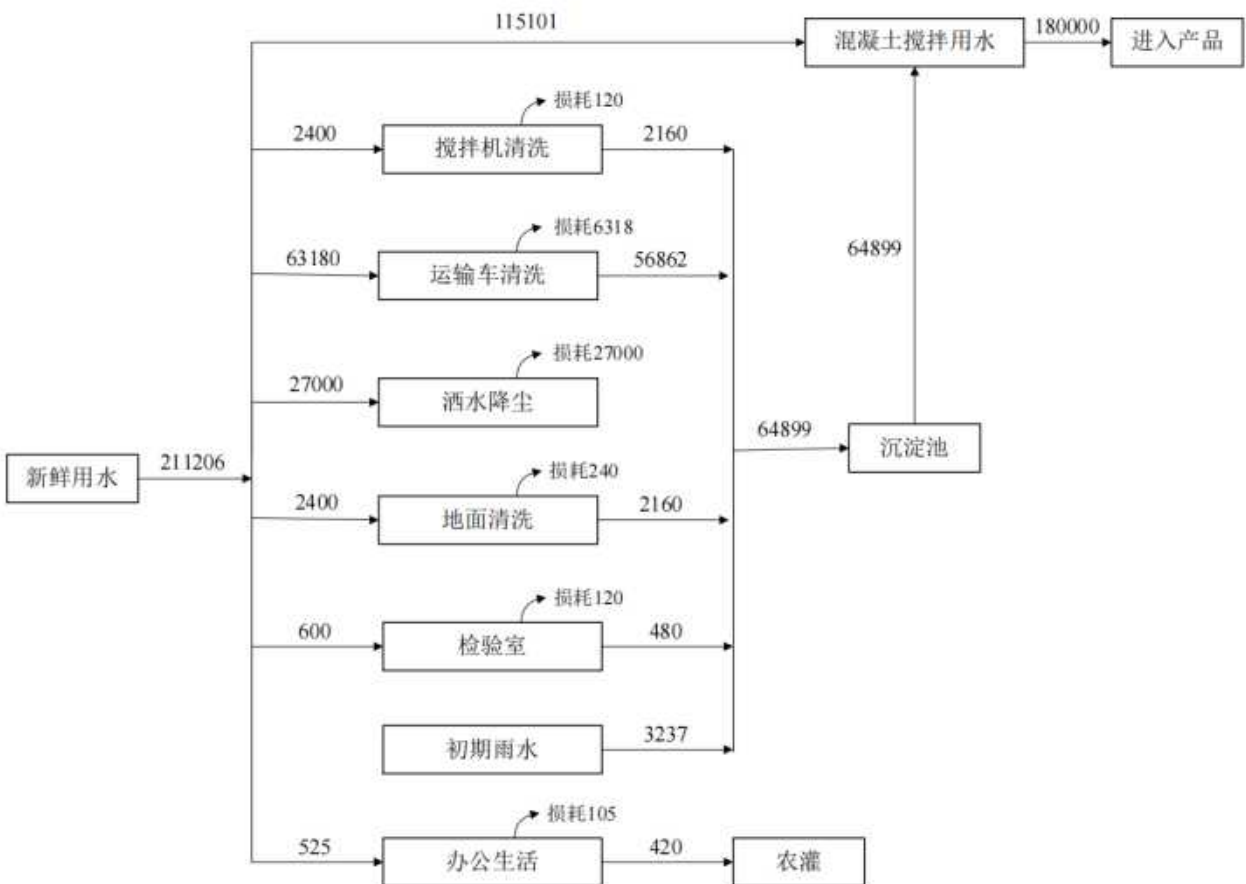 115101
混凝土搅拌用水
180000
进入产品
损耗120
2400
搅拌机清洗
2160
损耗6318
63180
运输车清洗
56862
64899
损耗27000
27000
洒水降尘
64899
沉淀池
新鲜用水
211206
损耗240
2400
地面清洗
2160
损耗120
600
检验室
480
初期雨水
3237
损耗105
525
办公生活
420
农灌